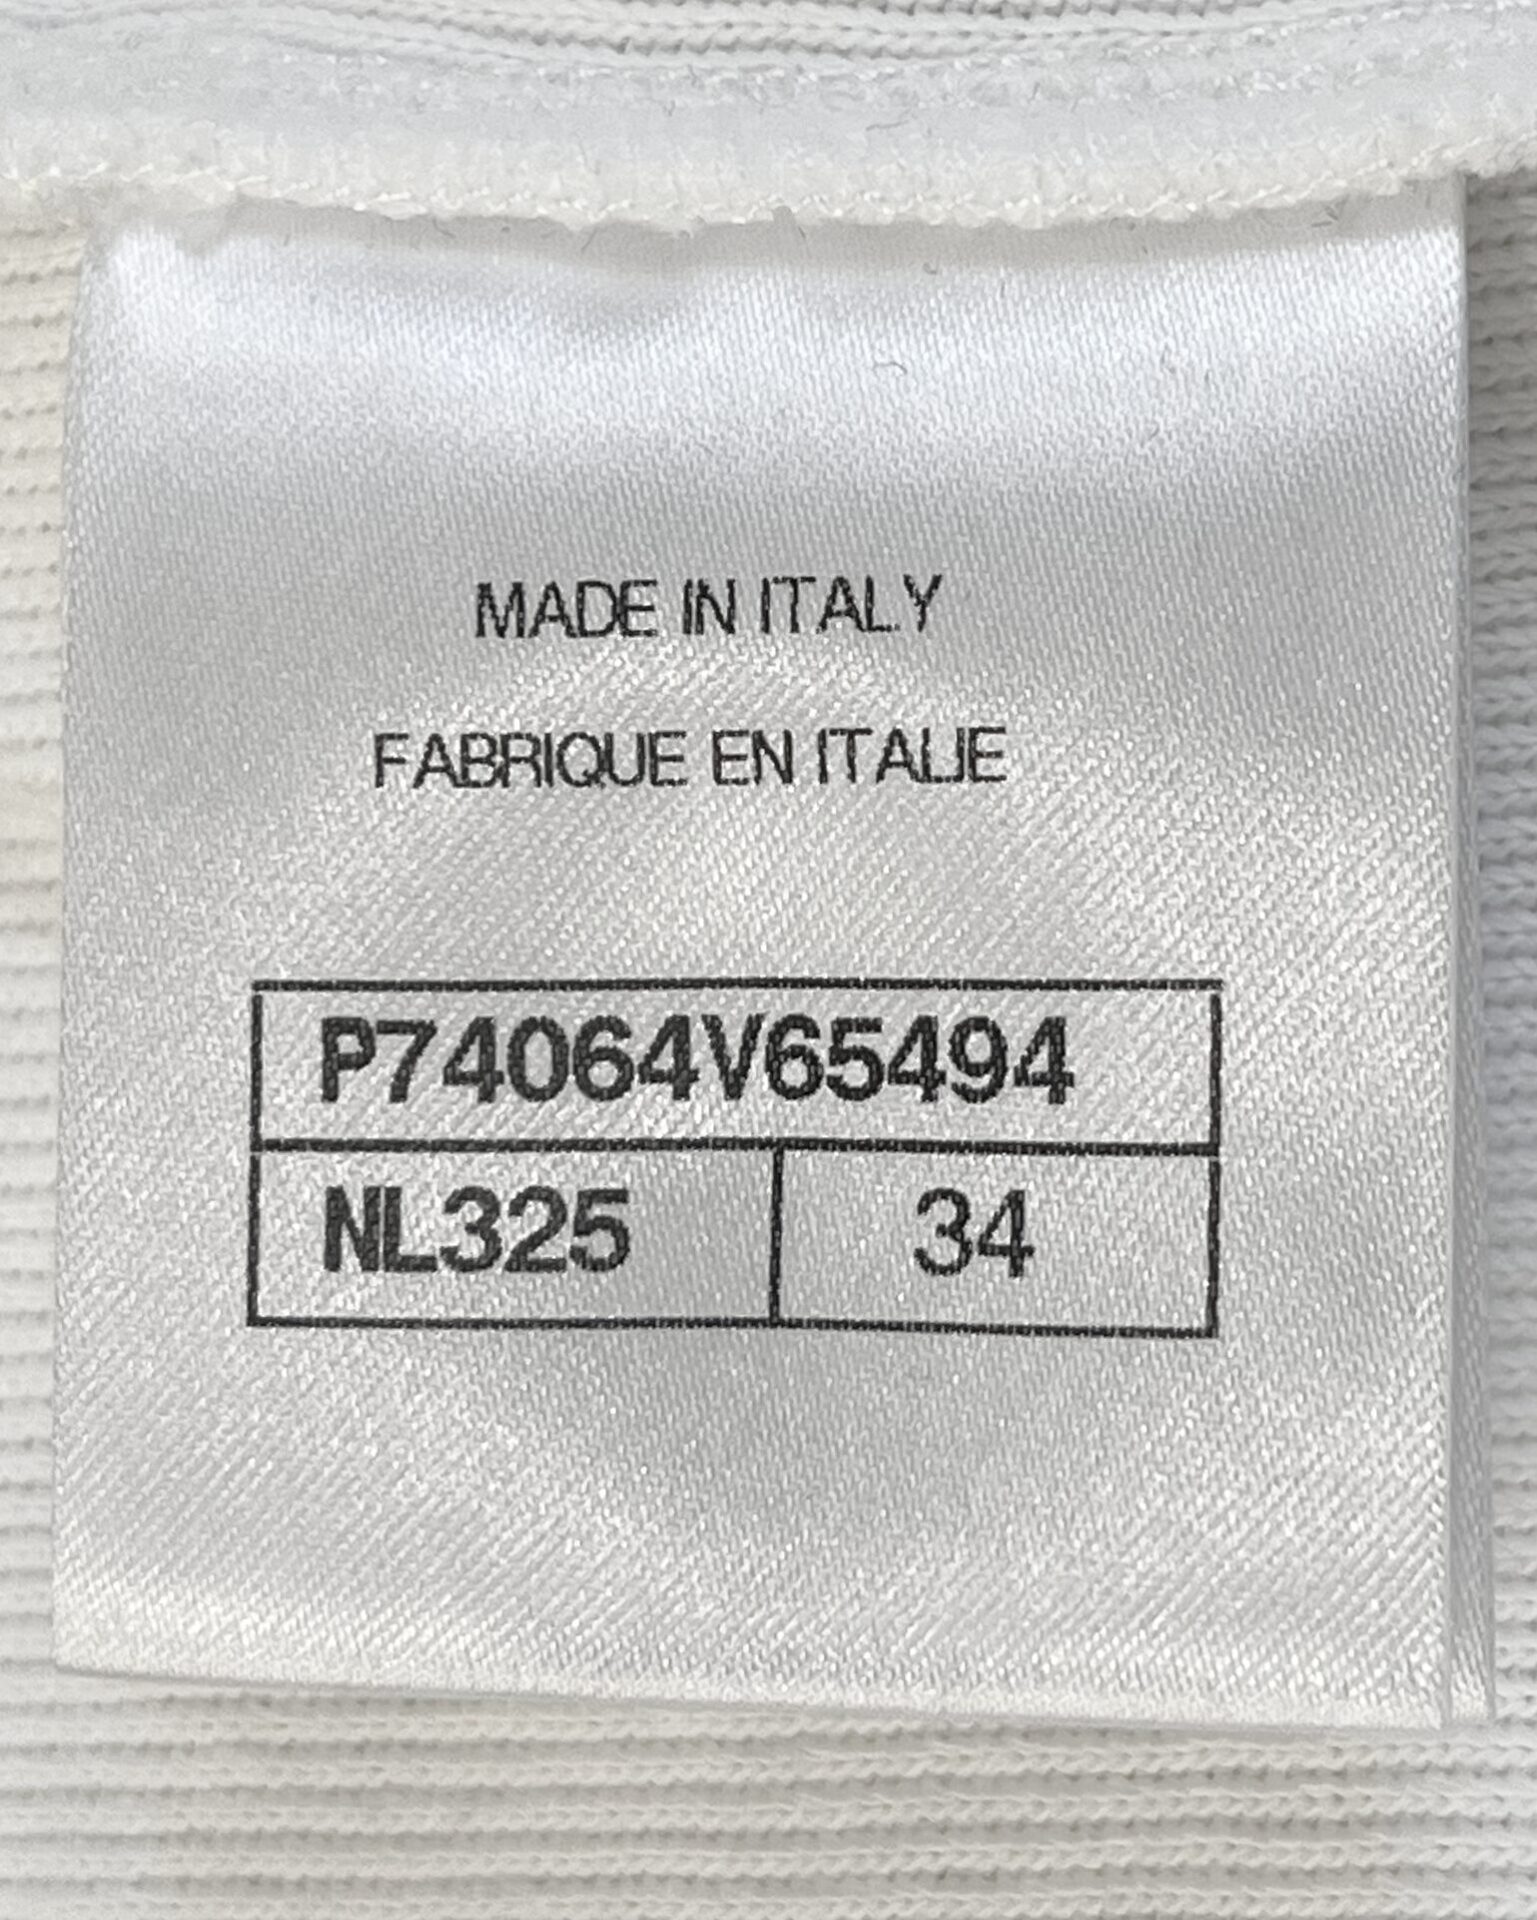 MADE IN ITALY
FABRIQUE EN ITALIE
P74064V65494
NL325 34